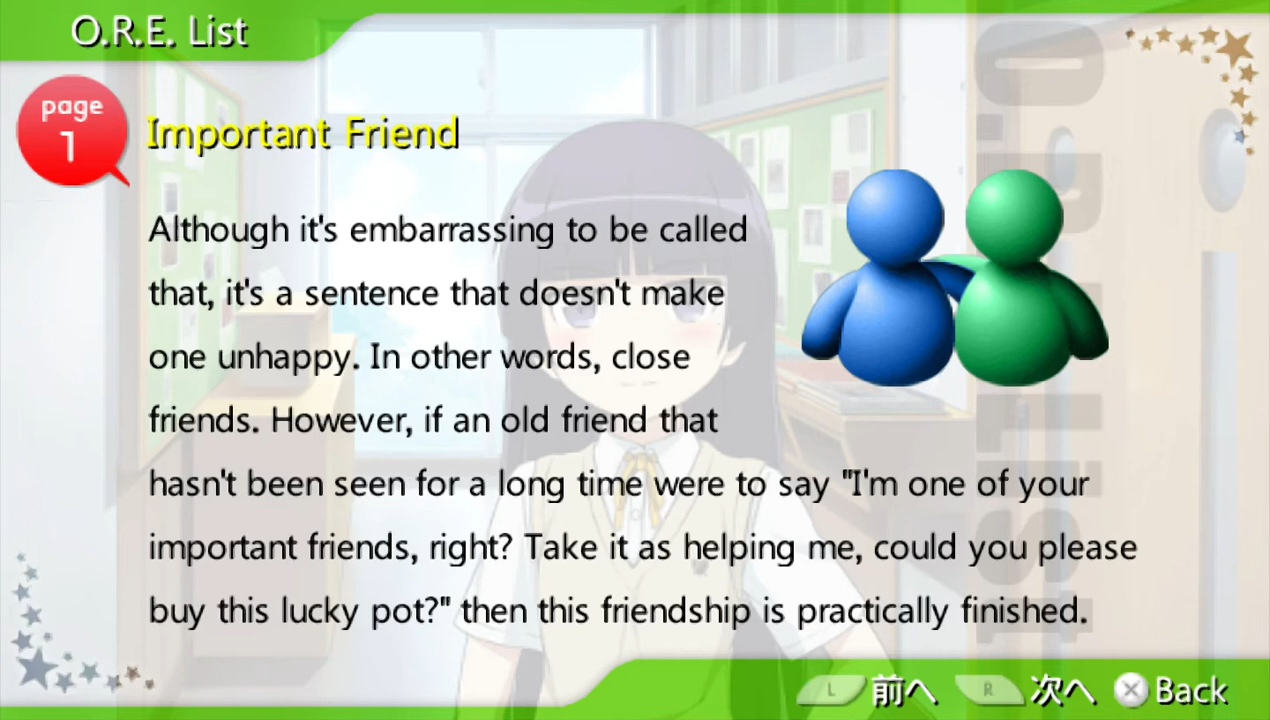 O.R.E. List
page
1
Important Friend
Although it's embarrassing to be called
that, it's a sentence that doesn't make
one unhappy. In other words, close
friends. However, if an old friend that
hasn't been seen for a long time were to say "I'm one of your
important friends, right? Take it as helping me, could you please
buy this lucky pot?" then this friendship is practically finished.
O.R.E. LIST
L 前へ R 次へ X Back